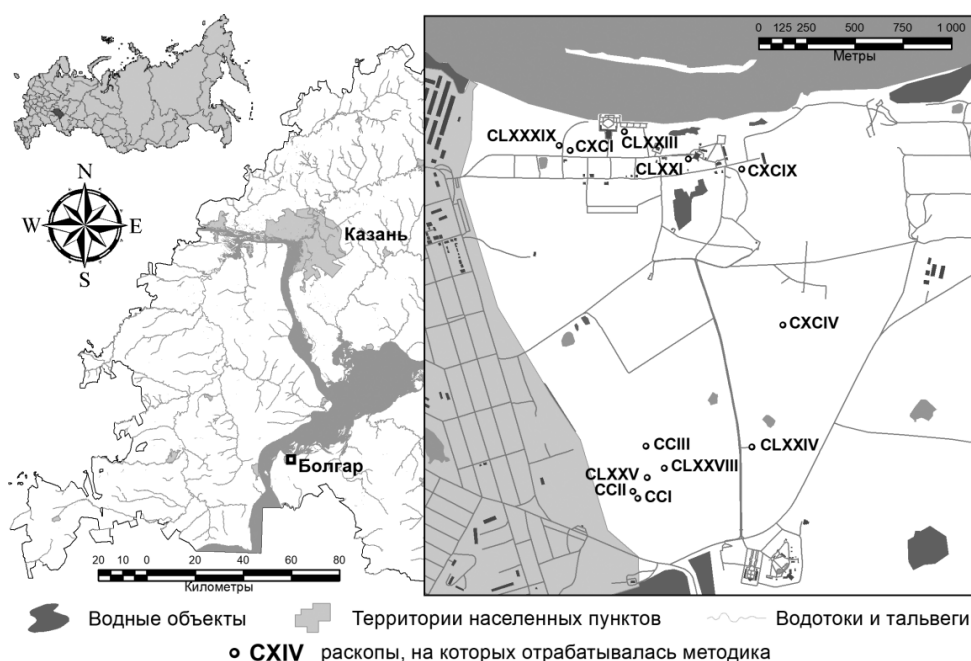 N
W
E
S
Казань
Болгар
20 10 0 20 40 60 80
Километры
0 125 250 500 750 1 000
Метры
CLXXXIX
CXCI
CLXXIII
CLXXI
CXCIX
CXCIV
CCIII
CLXXIV
CLXXVIII
CLXXV
CCII
CCI
Водные объекты
Территории населенных пунктов
Водотоки и тальвеги
CXIV раскопы, на которых отрабатывалась методика